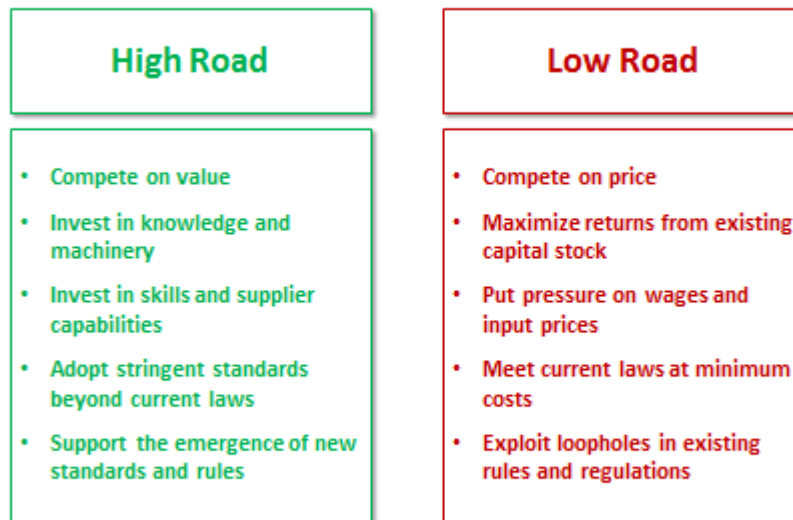 High Road
• Compete on value
• Invest in knowledge and
machinery
• Invest in skills and supplier
capabilities
• Adopt stringent standards
beyond current laws
• Support the emergence of new
standards and rules
Low Road
• Compete on price
• Maximize returns from existing
capital stock
• Put pressure on wages and
input prices
• Meet current laws at minimum
costs
• Exploit loopholes in existing
rules and regulations